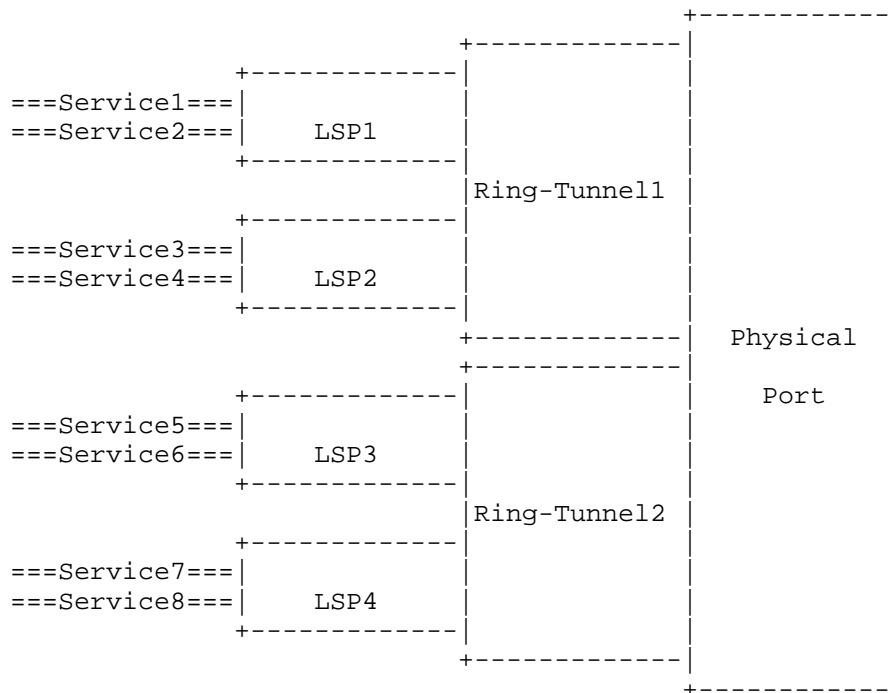 ===Service1===
===Service2=== LSP1
Ring-Tunnel1
===Service3===
===Service4=== LSP2
Physical
Port
===Service5===
===Service6=== LSP3
Ring-Tunnel2
===Service7===
===Service8=== LSP4